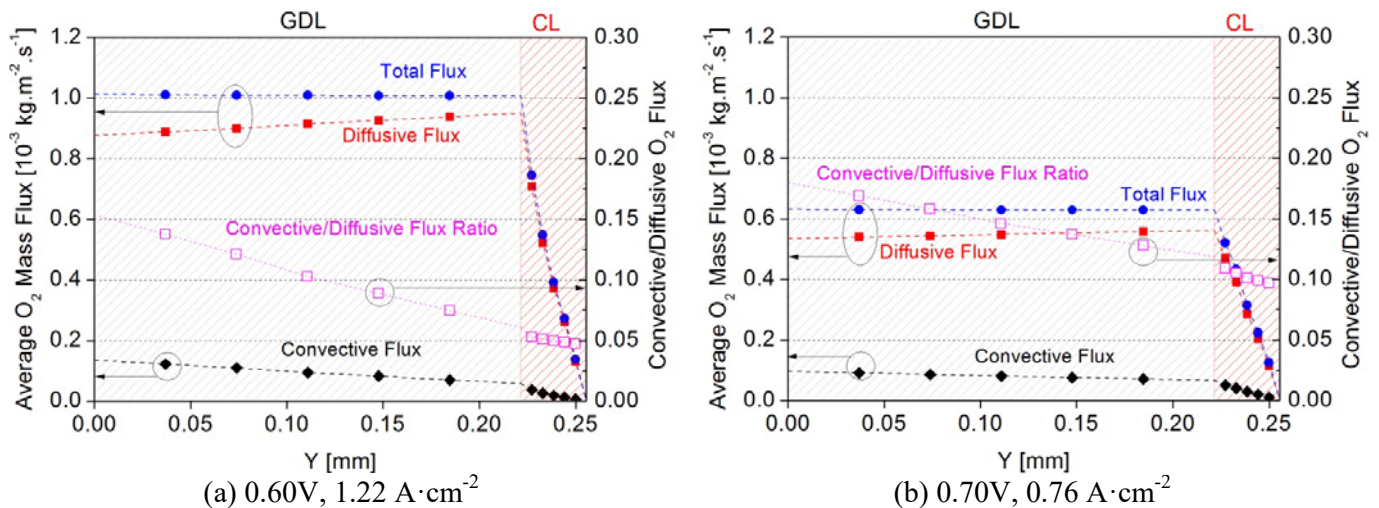 GDL CL
1.2 0.30
1.0 0.25
0.8 0.20
0.6 0.15
0.4 0.10
0.2 0.05
0.0 0.00
0.00 0.05 0.10 0.15 0.20 0.25
Y [mm]
Average O₂ Mass Flux [10⁻³ kg.m⁻².s⁻¹]
Convective/Diffusive O₂ Flux
Total Flux
Diffusive Flux
Convective/Diffusive Flux Ratio
Convective Flux
(a) 0.60V, 1.22 A·cm⁻²
GDL CL
1.2 0.30
1.0 0.25
0.8 0.20
0.6 0.15
0.4 0.10
0.2 0.05
0.0 0.00
0.00 0.05 0.10 0.15 0.20 0.25
Y [mm]
Average O₂ Mass Flux [10⁻³ kg.m⁻².s⁻¹]
Convective/Diffusive O₂ Flux
Convective/Diffusive Flux Ratio
Total Flux
Diffusive Flux
Convective Flux
(b) 0.70V, 0.76 A·cm⁻²